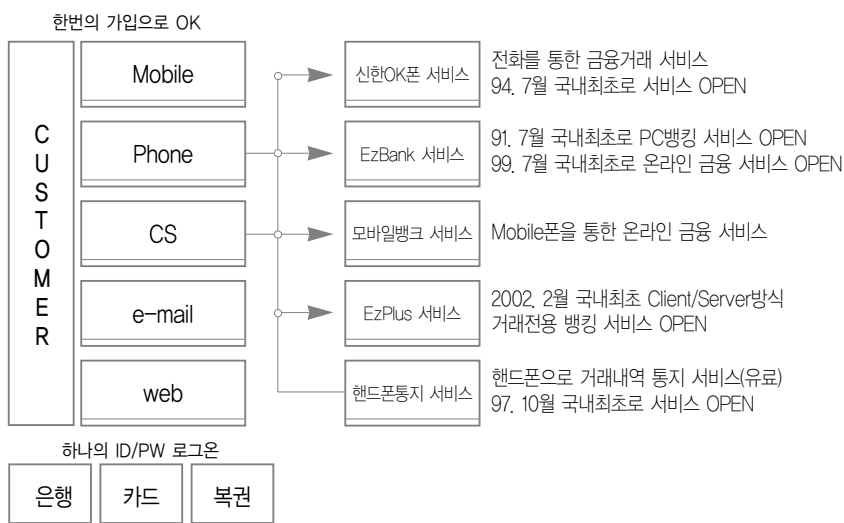 한번의 가입으로 OK
CUSTOMER
Mobile
Phone
CS
e-mail
web
신한OK폰 서비스
전화를 통한 금융거래 서비스
94. 7월 국내최초로 서비스 OPEN
EzBank 서비스
91. 7월 국내최초로 PC뱅킹 서비스 OPEN
99. 7월 국내최초로 온라인 금융 서비스 OPEN
모바일뱅크 서비스
Mobile폰을 통한 온라인 금융 서비스
EzPlus 서비스
2002. 2월 국내최초 Client/Server방식
거래전용 뱅킹 서비스 OPEN
핸드폰통지 서비스
핸드폰으로 거래내역 통지 서비스(유료)
97. 10월 국내최초로 서비스 OPEN
하나의 ID/PW 로그온
은행
카드
복권